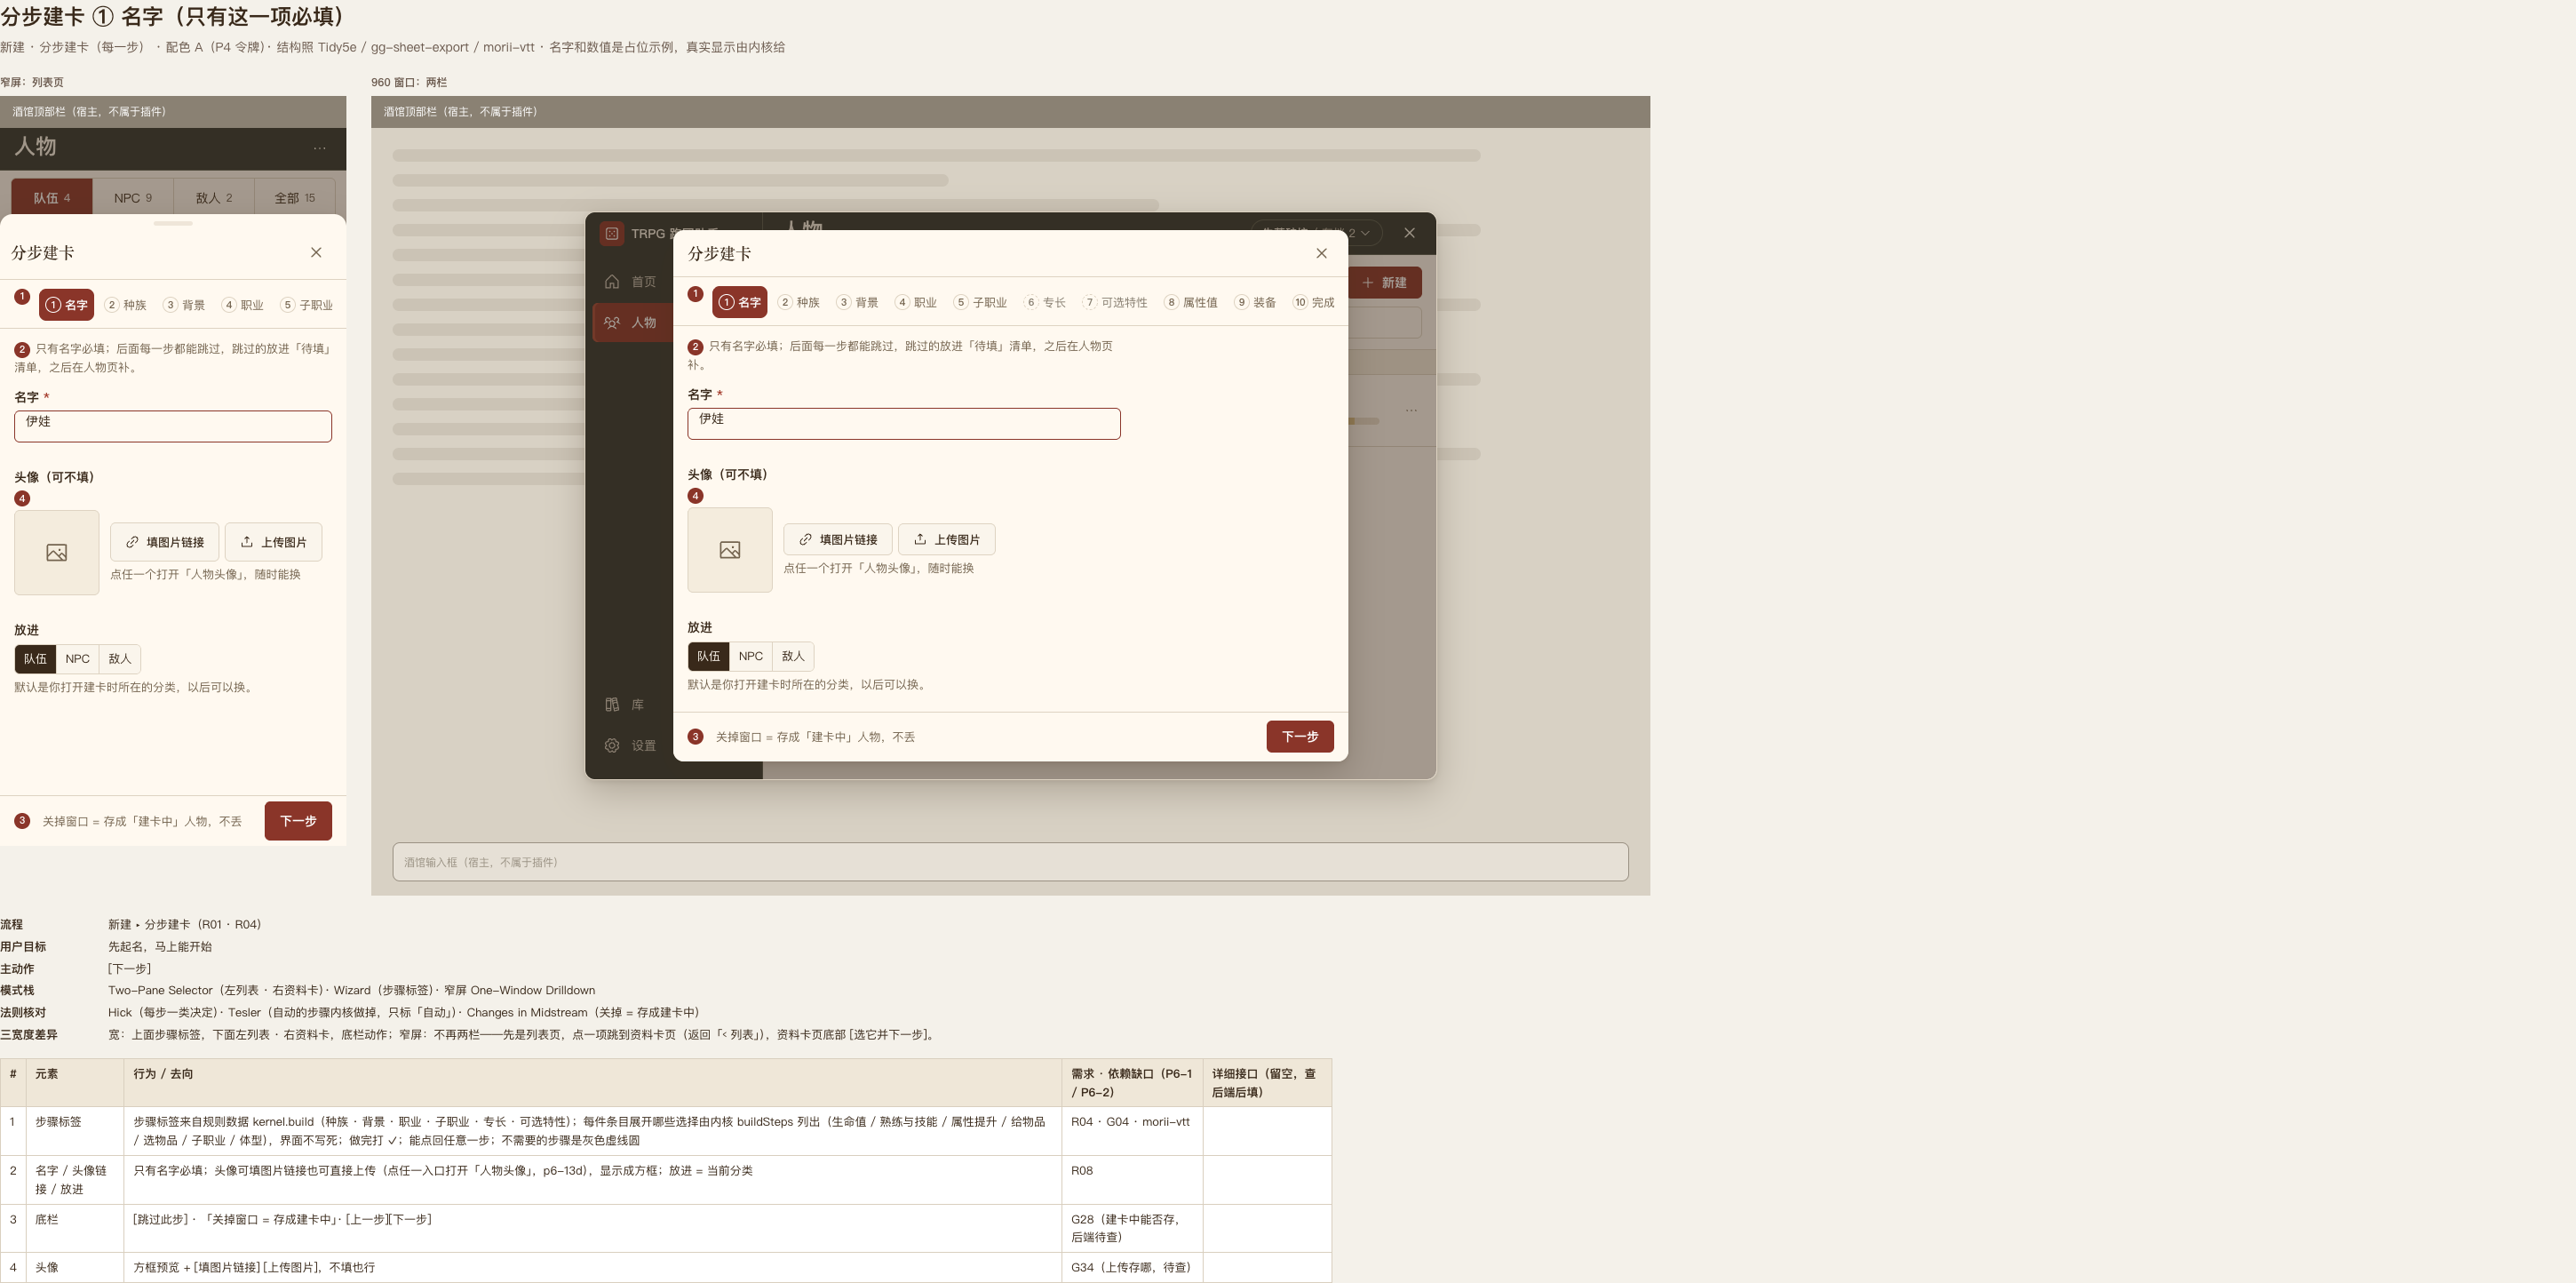 分步建卡 ① 名字（只有这一项必填）
新建 · 分步建卡（每一步） · 配色 A（P4 令牌）· 结构照 Tidy5e / gg-sheet-export / morii-vtt · 名字和数值是占位示例，真实显示由内核给
窄屏：列表页
酒馆顶部栏（宿主，不属于插件）
人物
···
队伍 4
NPC 9
敌人 2
全部 15
分步建卡
1
① 名字
② 种族
③ 背景
④ 职业
⑤ 子职业
2 只有名字必填；后面每一步都能跳过，跳过的放进「待填」
清单，之后在人物页补。
名字 *
伊娃
头像（可不填）
4
填图片链接
上传图片
点任一个打开「人物头像」，随时能换
放进
队伍
NPC
敌人
默认是你打开建卡时所在的分类，以后可以换。
3 关掉窗口 = 存成「建卡中」人物，不丢
下一步
960 窗口：两栏
酒馆顶部栏（宿主，不属于插件）
TRPG
人物
2
首页
人物
新建
···
库
设置
分步建卡
1
① 名字
② 种族
③ 背景
④ 职业
⑤ 子职业
⑥ 专长
⑦ 可选特性
⑧ 属性值
⑨ 装备
⑩ 完成
2 只有名字必填；后面每一步都能跳过，跳过的放进「待填」清单，之后在人物页
补。
名字 *
伊娃
头像（可不填）
4
填图片链接
上传图片
点任一个打开「人物头像」，随时能换
放进
队伍
NPC
敌人
默认是你打开建卡时所在的分类，以后可以换。
3 关掉窗口 = 存成「建卡中」人物，不丢
下一步
酒馆输入框（宿主，不属于插件）
流程 新建 ‣ 分步建卡（R01 · R04）
用户目标 先起名，马上能开始
主动作 [下一步]
模式栈 Two-Pane Selector（左列表 · 右资料卡）· Wizard（步骤标签）· 窄屏 One-Window Drilldown
法则核对 Hick（每步一类决定）· Tesler（自动的步骤内核做掉，只标「自动」）· Changes in Midstream（关掉 = 存成建卡中）
三宽度差异 宽：上面步骤标签，下面左列表 · 右资料卡，底栏动作；窄屏：不再两栏——先是列表页，点一项跳到资料卡页（返回「‹ 列表」），资料卡页底部 [选它并下一步]。
# 元素 行为 / 去向 需求 · 依赖缺口（P6-1
/ P6-2） 详细接口（留空，查
后端后填）
1 步骤标签 步骤标签来自规则数据 kernel.build（种族 · 背景 · 职业 · 子职业 · 专长 · 可选特性）；每件条目展开哪些选择由内核 buildSteps 列出（生命值 / 熟练与技能 / 属性提升 / 给物品
/ 选物品 / 子职业 / 体型），界面不写死；做完打 ✓；能点回任意一步；不需要的步骤是灰色虚线圆 R04 · G04 · morii-vtt
2 名字 / 头像链
接 / 放进 只有名字必填；头像可填图片链接也可直接上传（点任一入口打开「人物头像」，p6-13d），显示成方框；放进 = 当前分类 R08
3 底栏 [跳过此步] · 「关掉窗口 = 存成建卡中」· [上一步][下一步] G28（建卡中能否存，
后端待查）
4 头像 方框预览 + [填图片链接] [上传图片]，不填也行 G34（上传存哪，待查）